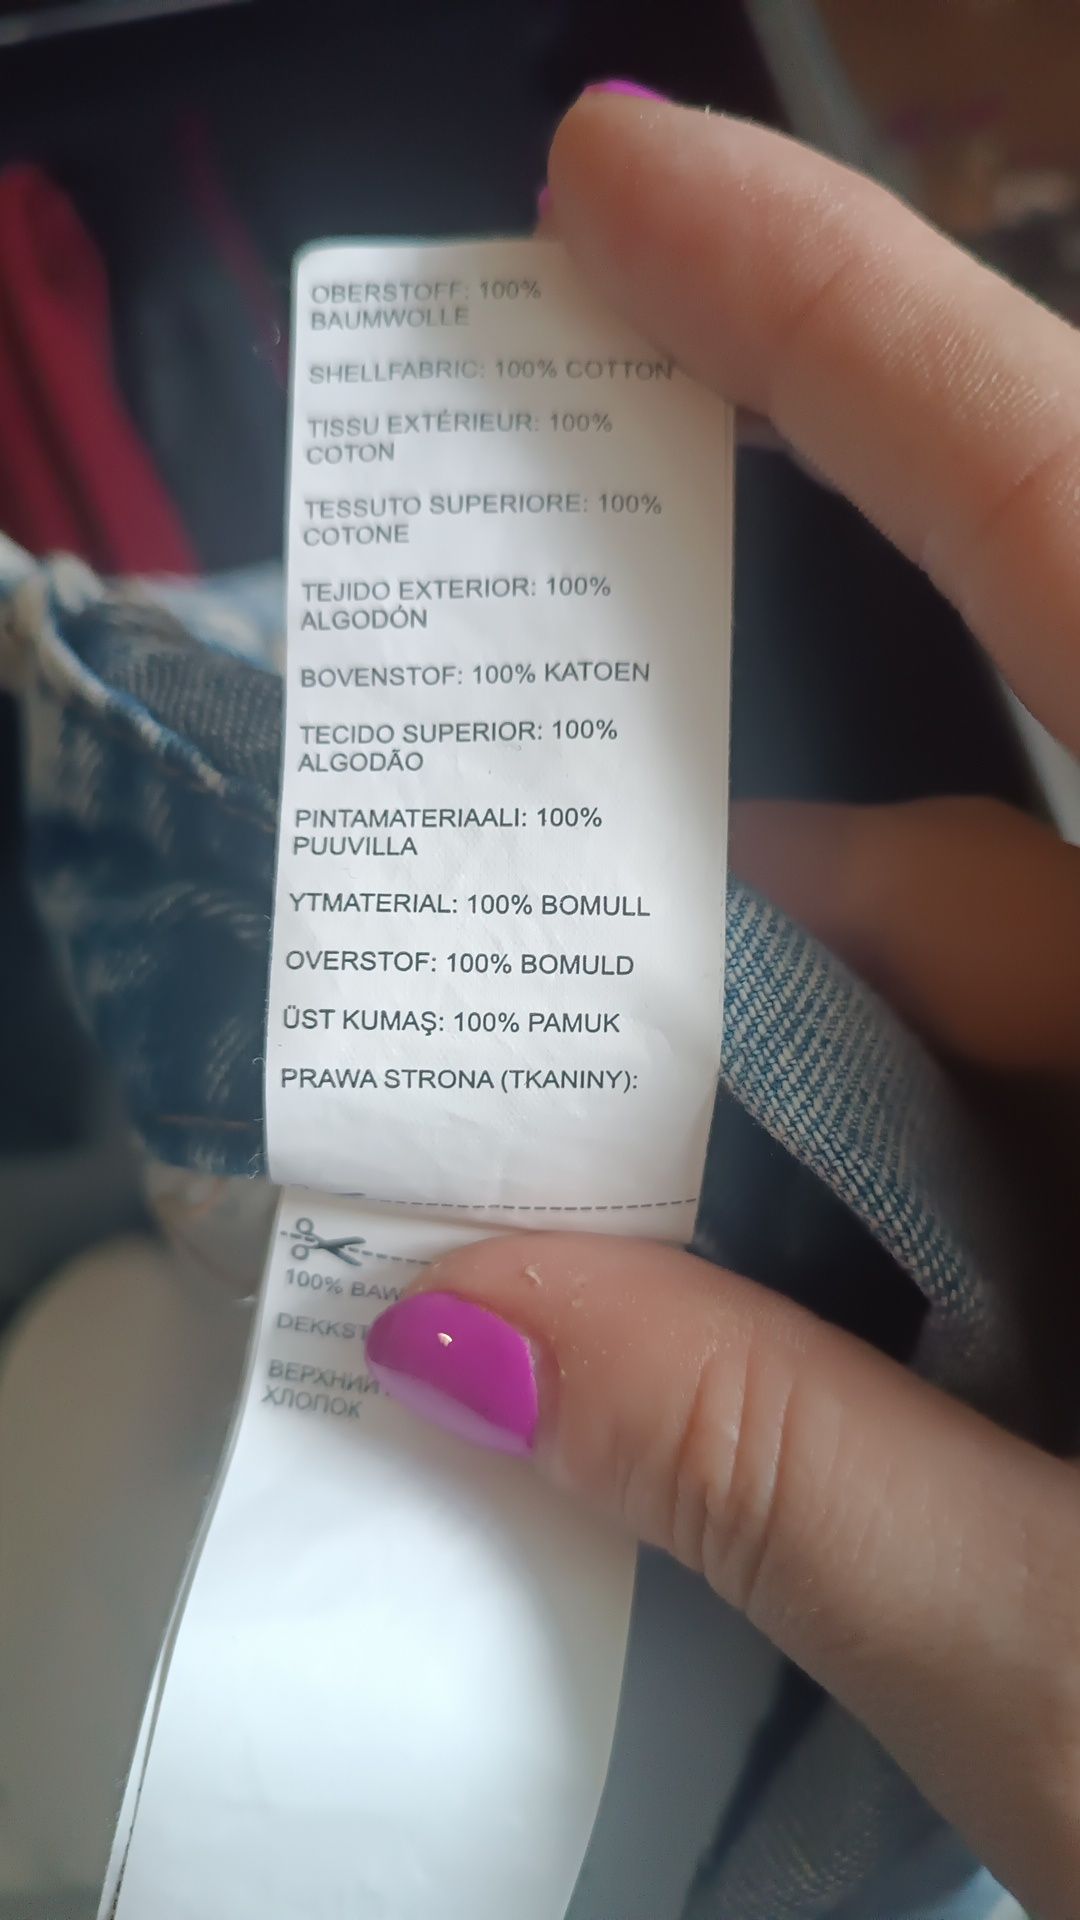 OBERSTOFF: 100%
BAUMWOLLE
SHELLFABRIC: 100% COTTON
TISSU EXTÉRIEUR: 100%
COTON
TESSUTO SUPERIORE: 100%
COTONE
TEJIDO EXTERIOR: 100%
ALGODÓN
BOVENSTOF: 100% KATOEN
TECIDO SUPERIOR: 100%
ALGODÃO
PINTAMATERIAALI: 100%
PUUVILLA
YTMATERIAL: 100% BOMULL
OVERSTOF: 100% BOMULD
ÜST KUMAŞ: 100% PAMUK
PRAWA STRONA (TKANINY):
100%
ВЕРХНИЙ
ХЛОПОК